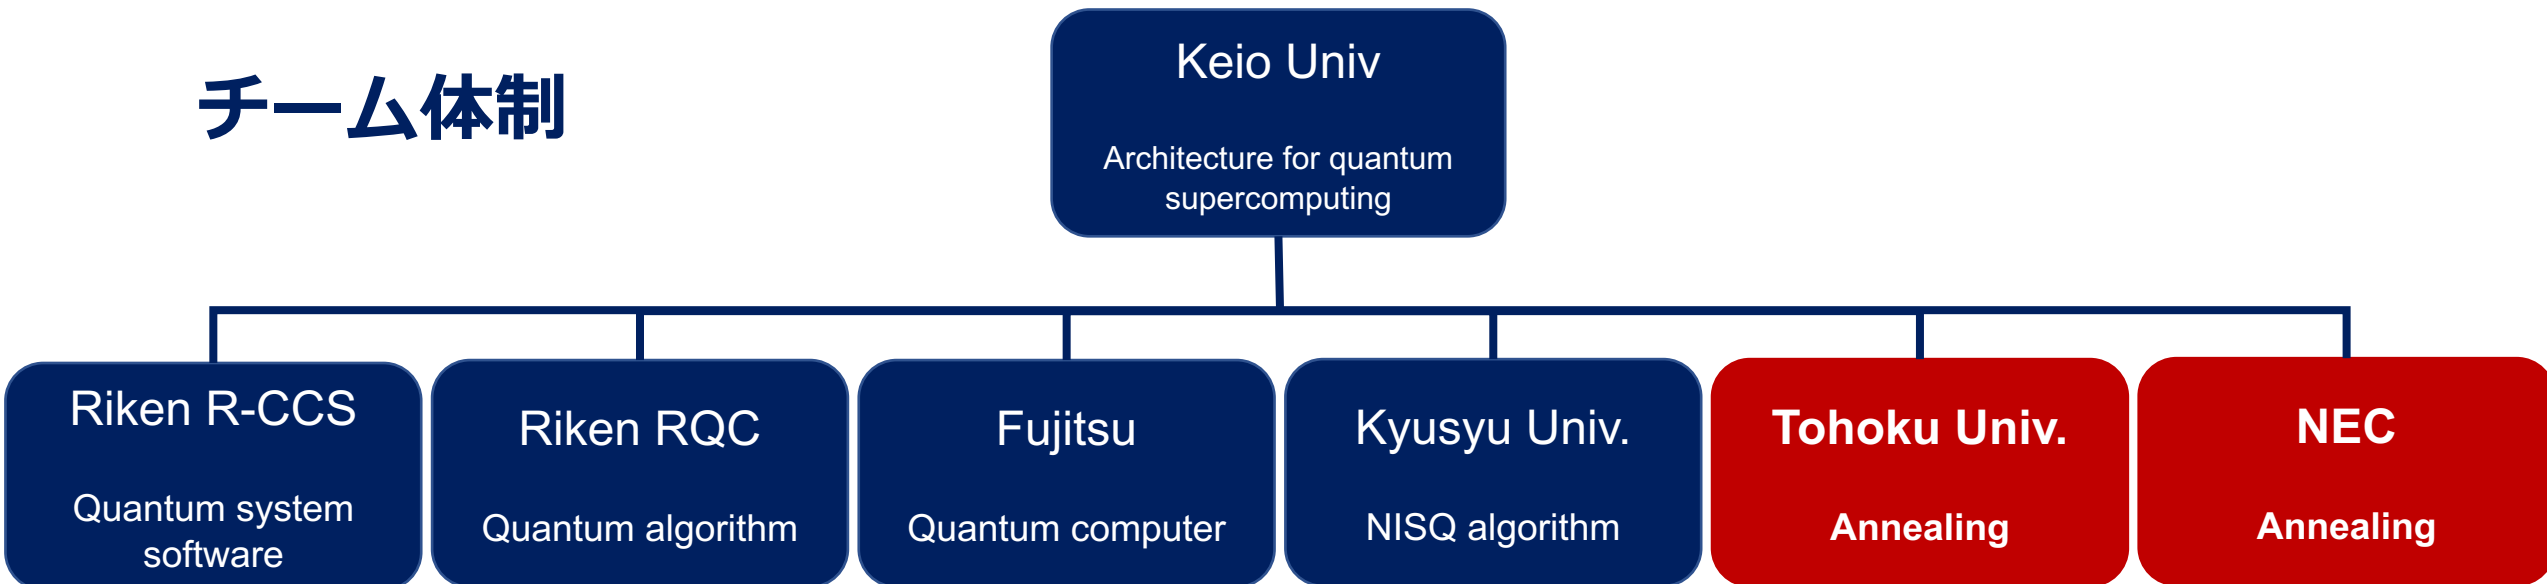 チーム体制
Keio Univ
Architecture for quantum
supercomputing
Riken R-CCS
Quantum system
software
Riken RQC
Quantum algorithm
Fujitsu
Quantum computer
Kyusyu Univ.
NISQ algorithm
Tohoku Univ.
Annealing
NEC
Annealing